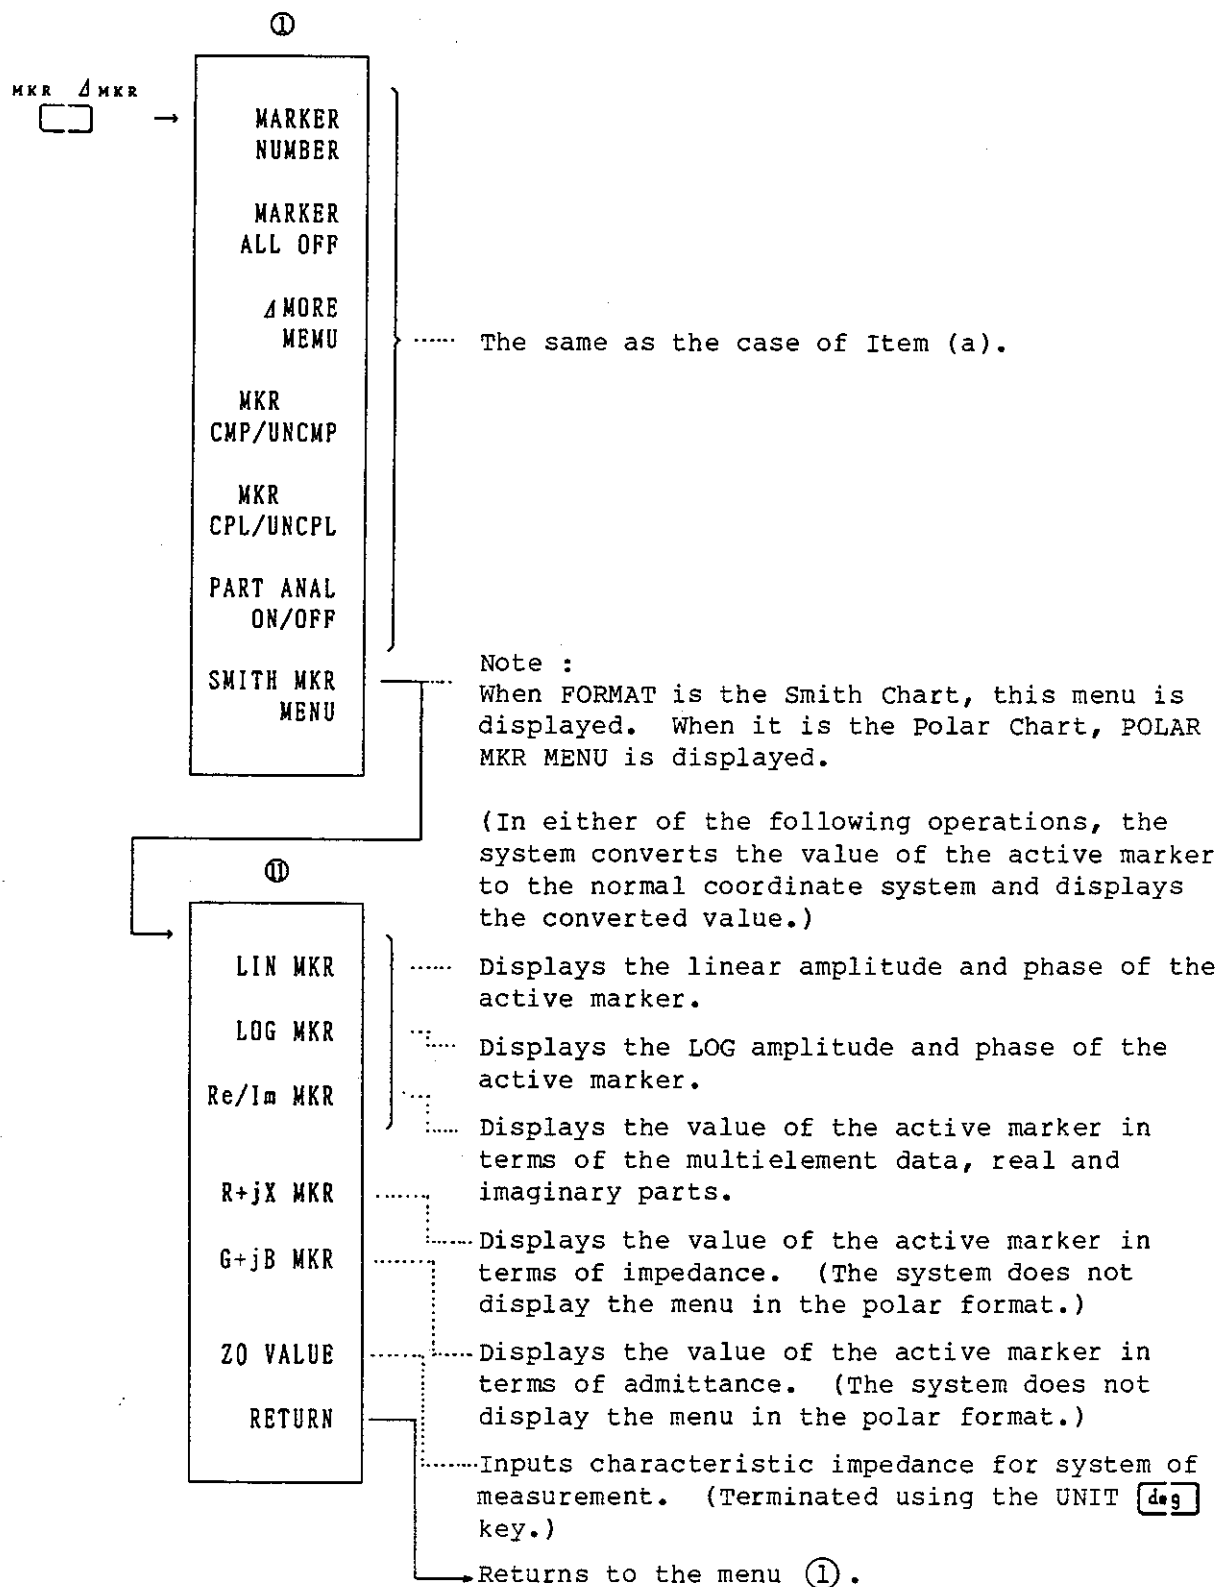 Ⓘ
MKR ΔMKR
MARKER
NUMBER
MARKER
ALL OFF
ΔMORE
MEMU
The same as the case of Item (a).
MKR
CMP/UNCMP
MKR
CPL/UNCPL
PART ANAL
ON/OFF
SMITH MKR
MENU
Note :
When FORMAT is the Smith Chart, this menu is
displayed. When it is the Polar Chart, POLAR
MKR MENU is displayed.
(In either of the following operations, the
system converts the value of the active marker
to the normal coordinate system and displays
the converted value.)
Ⓘ Ⓘ
LIN MKR
Displays the linear amplitude and phase of the
active marker.
LOG MKR
Displays the LOG amplitude and phase of the
active marker.
Re/Im MKR
Displays the value of the active marker in
terms of the multielement data, real and
imaginary parts.
R+jX MKR
Displays the value of the active marker in
terms of impedance. (The system does not
display the menu in the polar format.)
G+jB MKR
Displays the value of the active marker in
terms of admittance. (The system does not
display the menu in the polar format.)
Z0 VALUE
Inputs characteristic impedance for system of
measurement. (Terminated using the UNIT deg
key.)
RETURN
Returns to the menu Ⓘ.